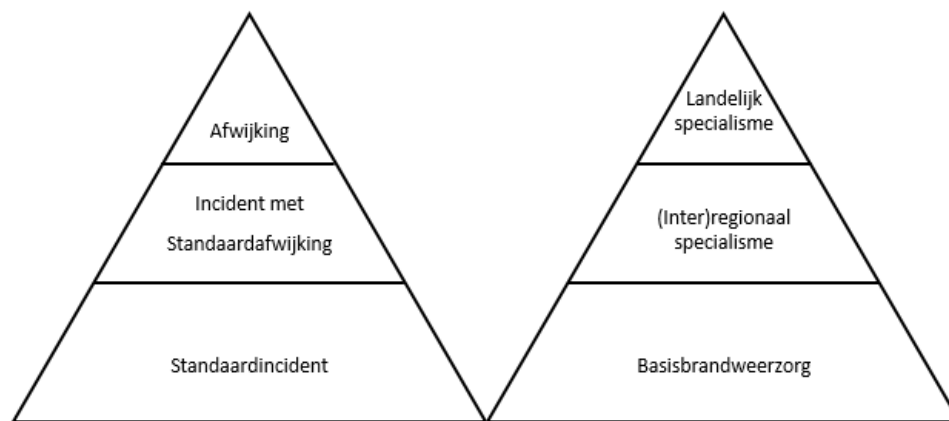 Afwijking
Incident met
Standaardafwijking
Standaardincident
Landelijk
specialisme
(Inter)regionaal
specialisme
Basisbrandweerzorg